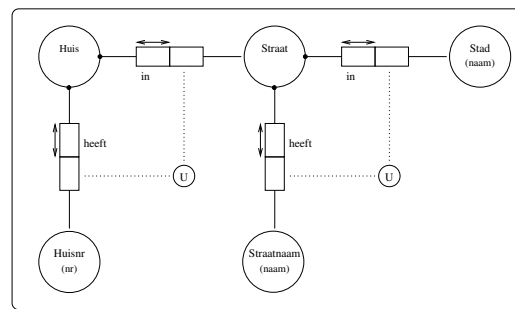 Huis
Straat
Stad
(naam)
in
in
heeft
heeft
U
U
Huisnr
(nr)
Straatnaam
(naam)